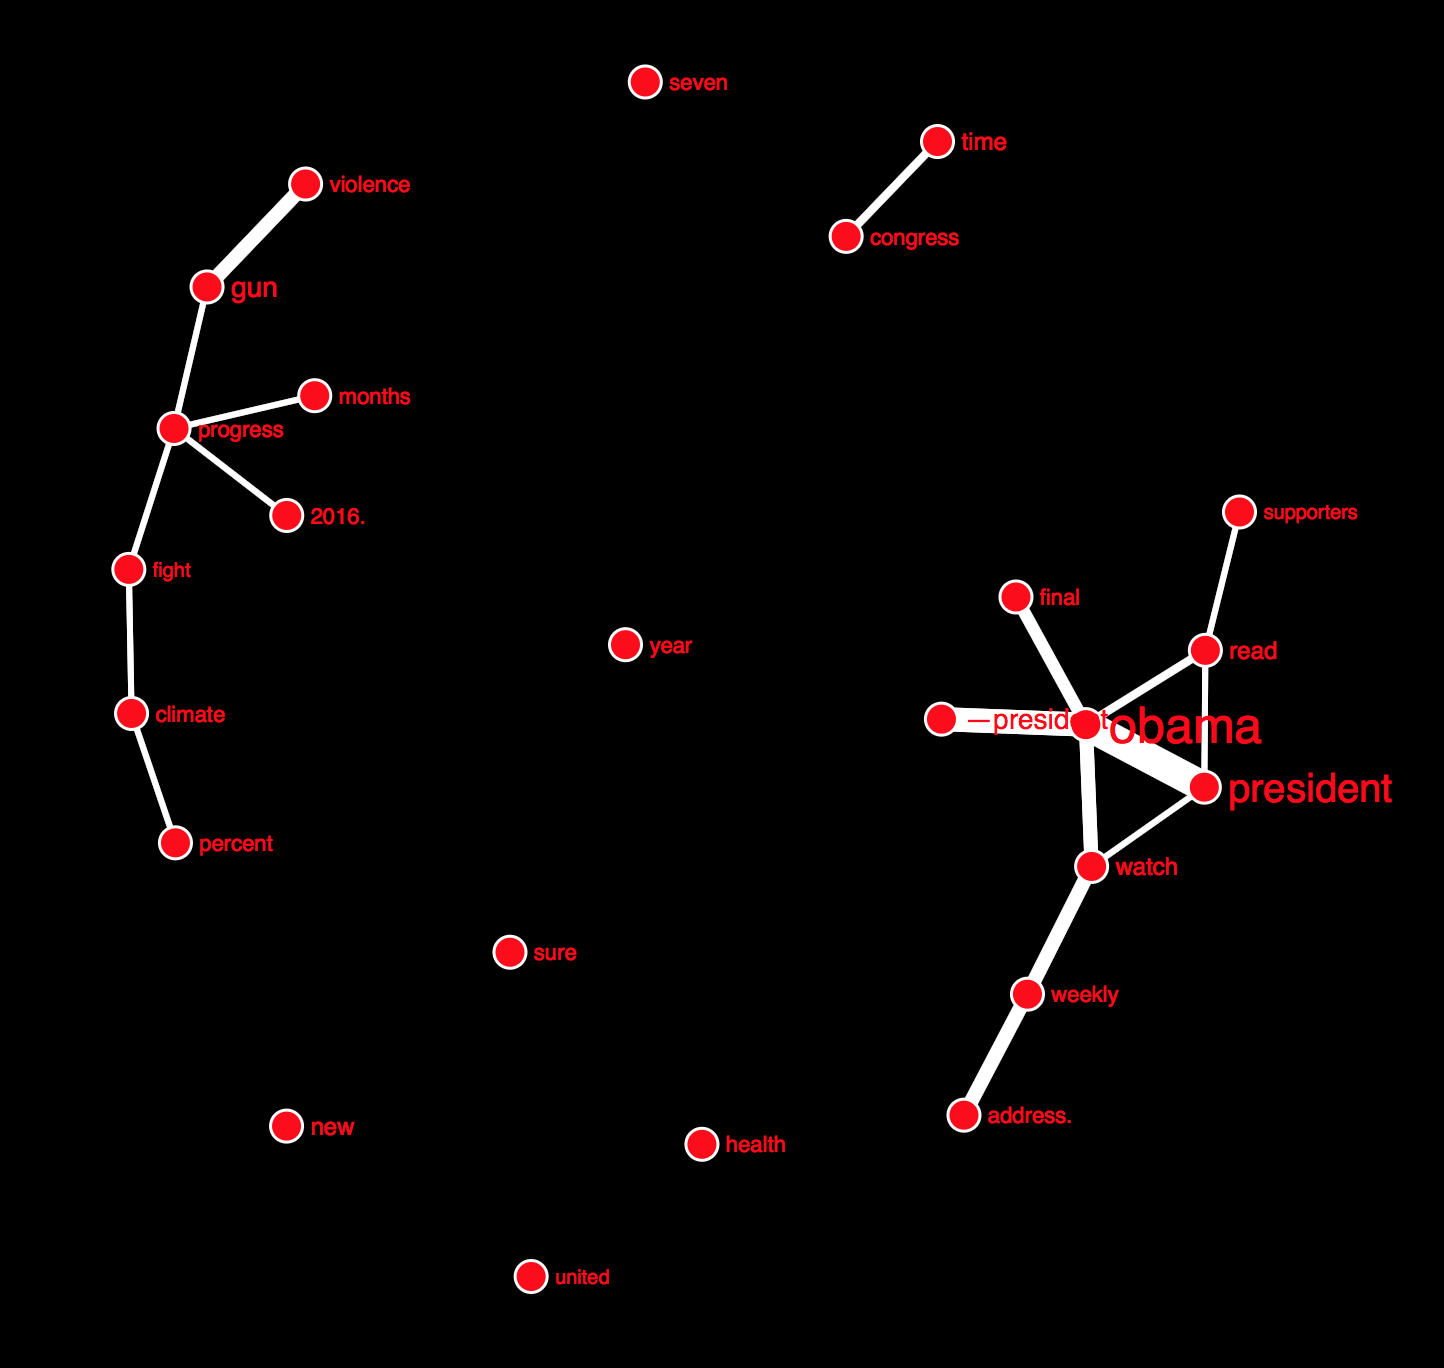 seven
time
violence
congress
gun
months
progress
2016.
supporters
fight
final
year
read
climate
—president
obama
president
percent
watch
sure
weekly
address.
new
health
united